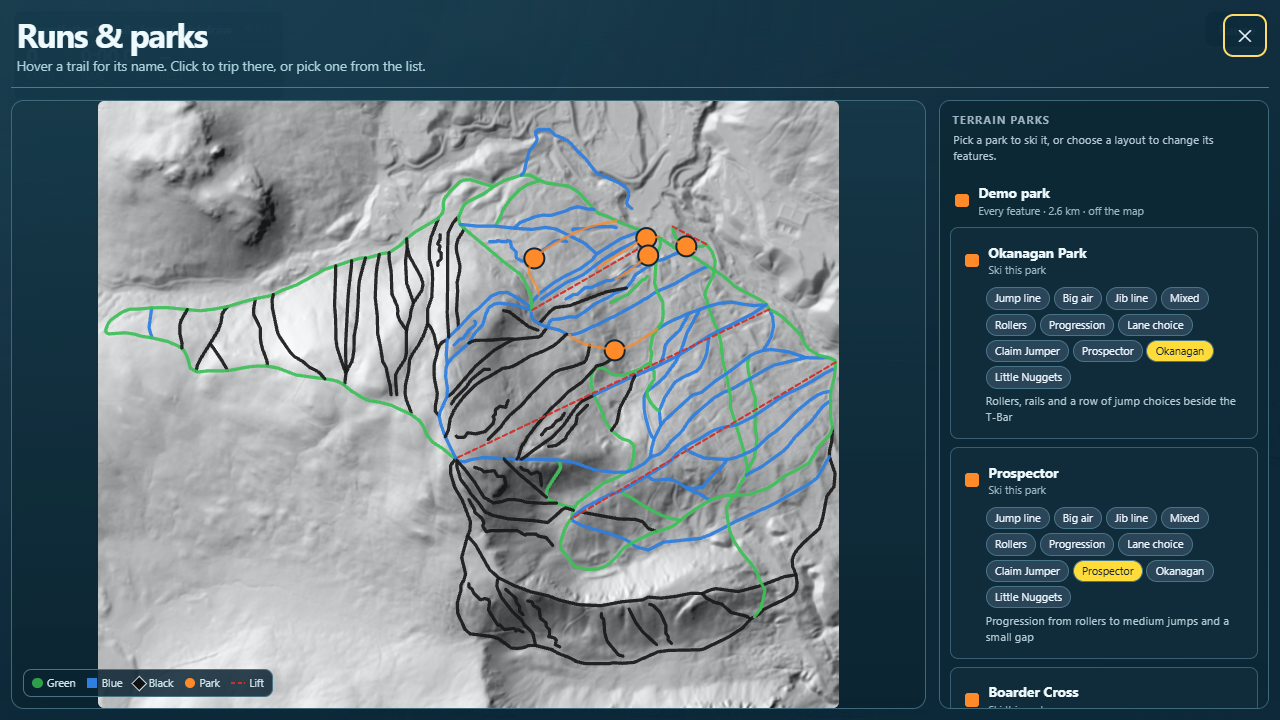 Runs & parks
Hover a trail for its name. Click to trip there, or pick one from the list.
TERRAIN PARKS
Pick a park to ski it, or choose a layout to change its
features.
Demo park
Every feature · 2.6 km · off the map
Okanagan Park
Ski this park
Jump line Big air Jib line Mixed
Rollers Progression Lane choice
Claim Jumper Prospector Okanagan
Little Nuggets
Rollers, rails and a row of jump choices beside the
T-Bar
Prospector
Ski this park
Jump line Big air Jib line Mixed
Rollers Progression Lane choice
Claim Jumper Prospector Okanagan
Little Nuggets
Progression from rollers to medium jumps and a
small gap
Boarder Cross
Green Blue Black Park Lift